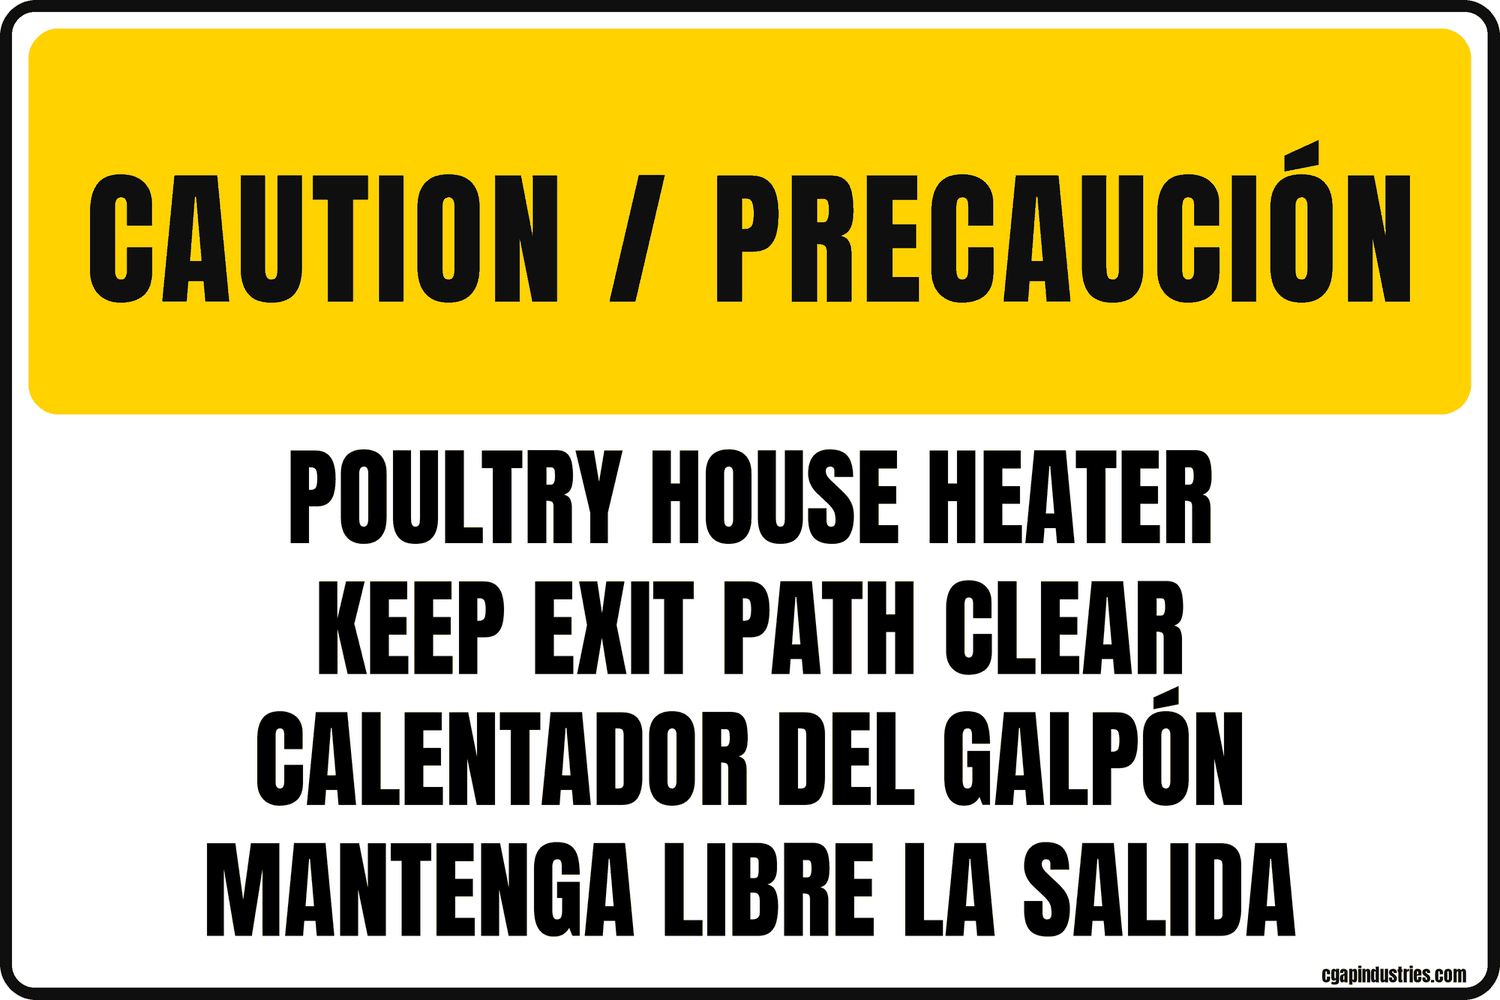 CAUTION / PRECAUCIÓN
POULTRY HOUSE HEATER
KEEP EXIT PATH CLEAR
CALENTADOR DEL GALPÓN
MANTENGA LIBRE LA SALIDA
cgapindustries.com